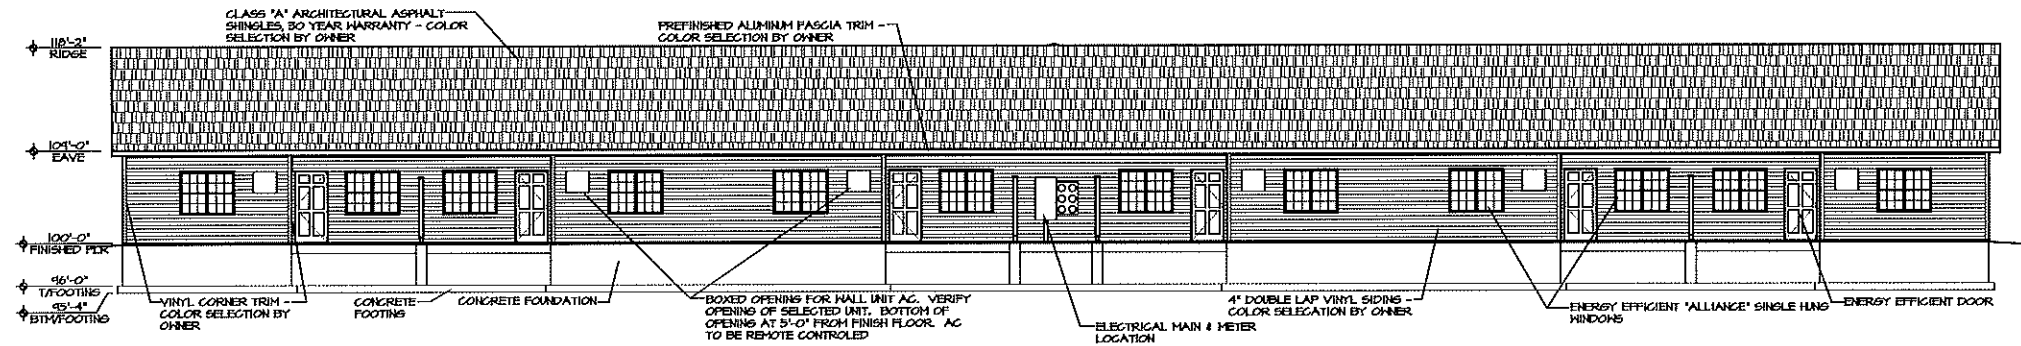 CLASS "A" ARCHITECTURAL ASPHALT
SHINGLES, 30 YEAR WARRANTY - COLOR
SELECTION BY OWNER
PREFINISHED ALUMINUM FASCIA TRIM -
COLOR SELECTION BY OWNER
118'-2"
RIDGE
109'-0"
EAVE
100'-0"
FINISHED FLR
96'-0"
T/FOOTING
95'-4"
BTM/FOOTING
VINYL CORNER TRIM -
COLOR SELECTION BY
OWNER
CONCRETE
FOOTING
CONCRETE FOUNDATION
BOXED OPENING FOR WALL UNIT AC. VERIFY
OPENING OF SELECTED UNIT. BOTTOM OF
OPENING AT 5'-0" FROM FINISH FLOOR. AC
TO BE REMOTE CONTROLED
ELECTRICAL MAIN & METER
LOCATION
4" DOUBLE LAP VINYL SIDING -
COLOR SELECATION BY OWNER
ENERGY EFFICIENT "ALLIANCE" SINGLE HUNG
WINDOWS
ENERGY EFFICIENT DOOR